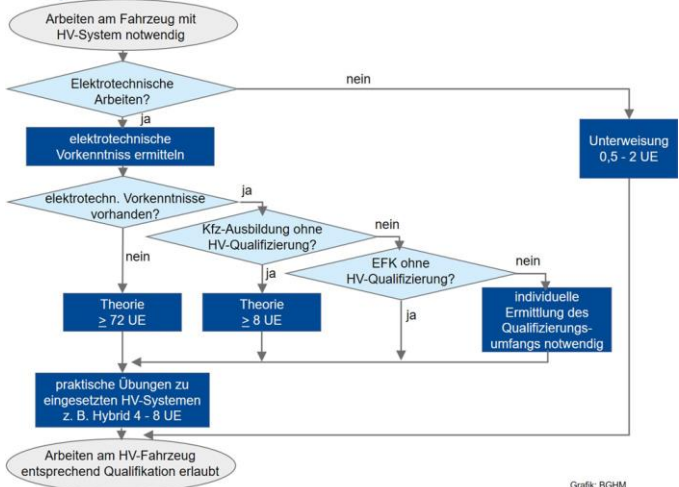 Arbeiten am Fahrzeug mit
HV-System notwendig
Elektrotechnische
Arbeiten?
nein
ja
elektrotechnische
Vorkenntniss ermitteln
Unterweisung
0,5 - 2 UE
elektrotechn. Vorkenntnisse
vorhanden?
ja
Kfz-Ausbildung ohne
HV-Qualifizierung?
nein
EFK ohne
HV-Qualifizierung?
nein
nein
ja
ja
Theorie
≥ 72 UE
Theorie
≥ 8 UE
individuelle
Ermittlung des
Qualifizierungs-
umfangs notwendig
praktische Übungen zu
eingesetzten HV-Systemen
z. B. Hybrid 4 - 8 UE
Arbeiten am HV-Fahrzeug
entsprechend Qualifikation erlaubt
Grafik: BGHM